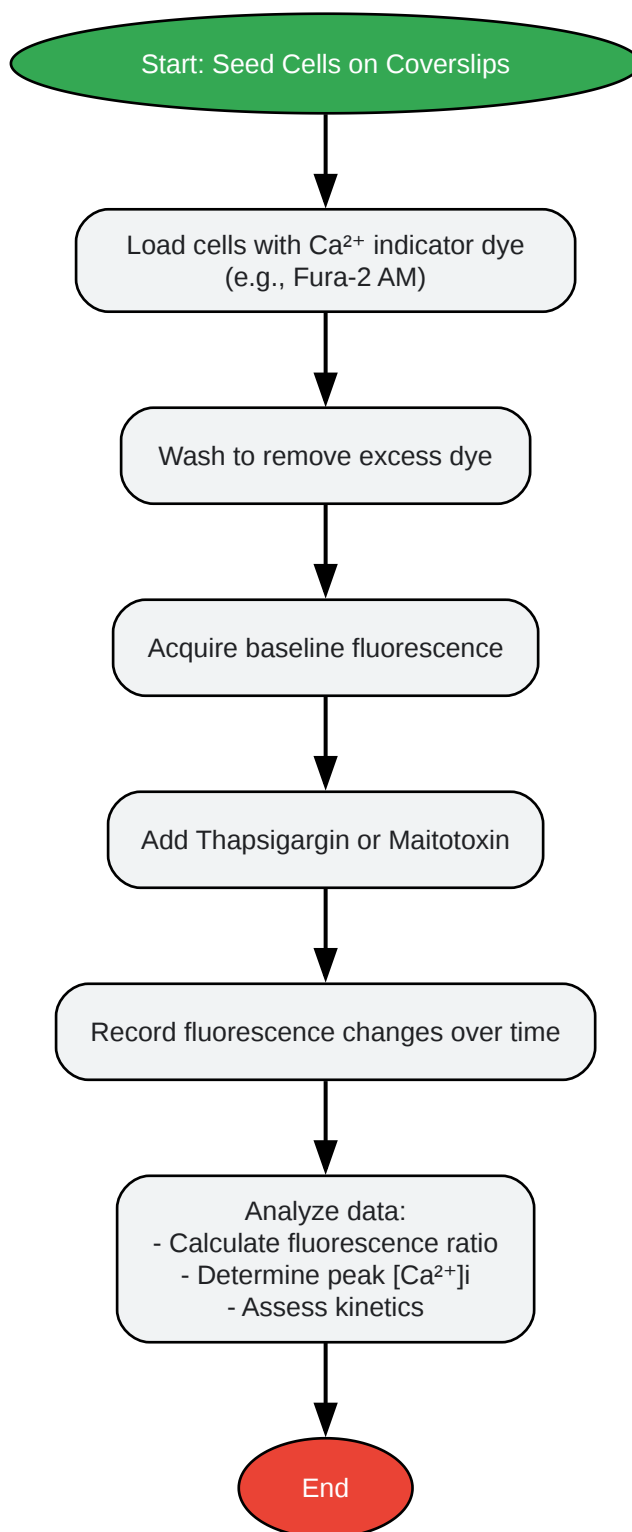 Start: Seed Cells on Coverslips
Load cells with Ca²⁺ indicator dye
(e.g., Fura-2 AM)
Wash to remove excess dye
Acquire baseline fluorescence
Add Thapsigargin or Maitotoxin
Record fluorescence changes over time
Analyze data:
- Calculate fluorescence ratio
- Determine peak [Ca²⁺]i
- Assess kinetics
End